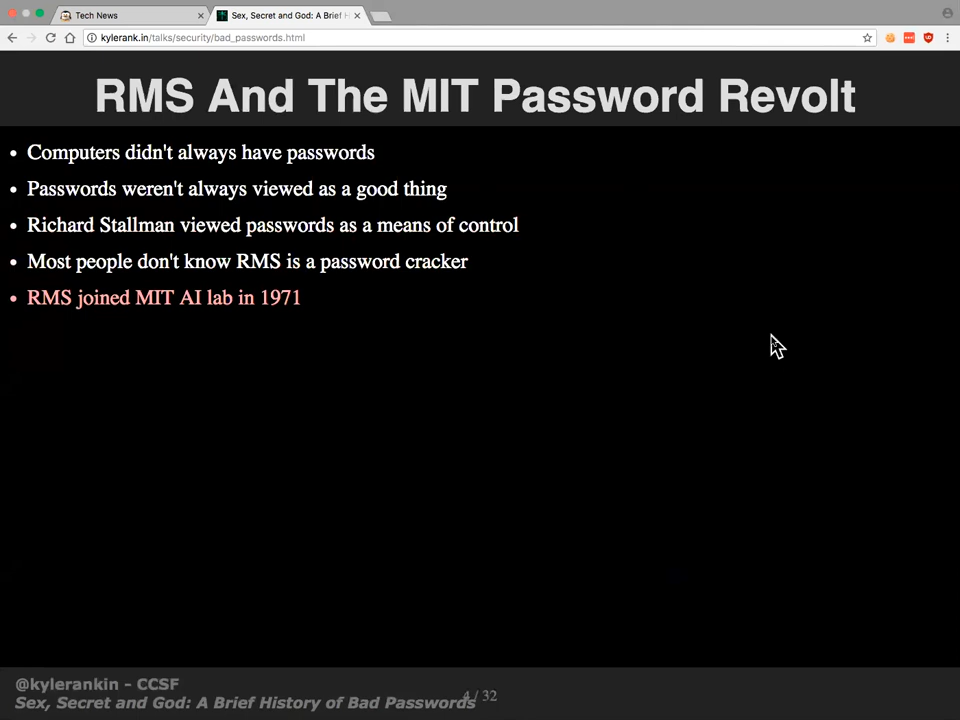 Tech News
Sex, Secret and God: A Brief H
kylerank.in/talks/security/bad_passwords.html
RMS And The MIT Password Revolt
Computers didn't always have passwords
Passwords weren't always viewed as a good thing
Richard Stallman viewed passwords as a means of control
Most people don't know RMS is a password cracker
RMS joined MIT AI lab in 1971
@kylerankin – CCSF
Sex, Secret and God: A Brief History of Bad Passwords
4 / 32